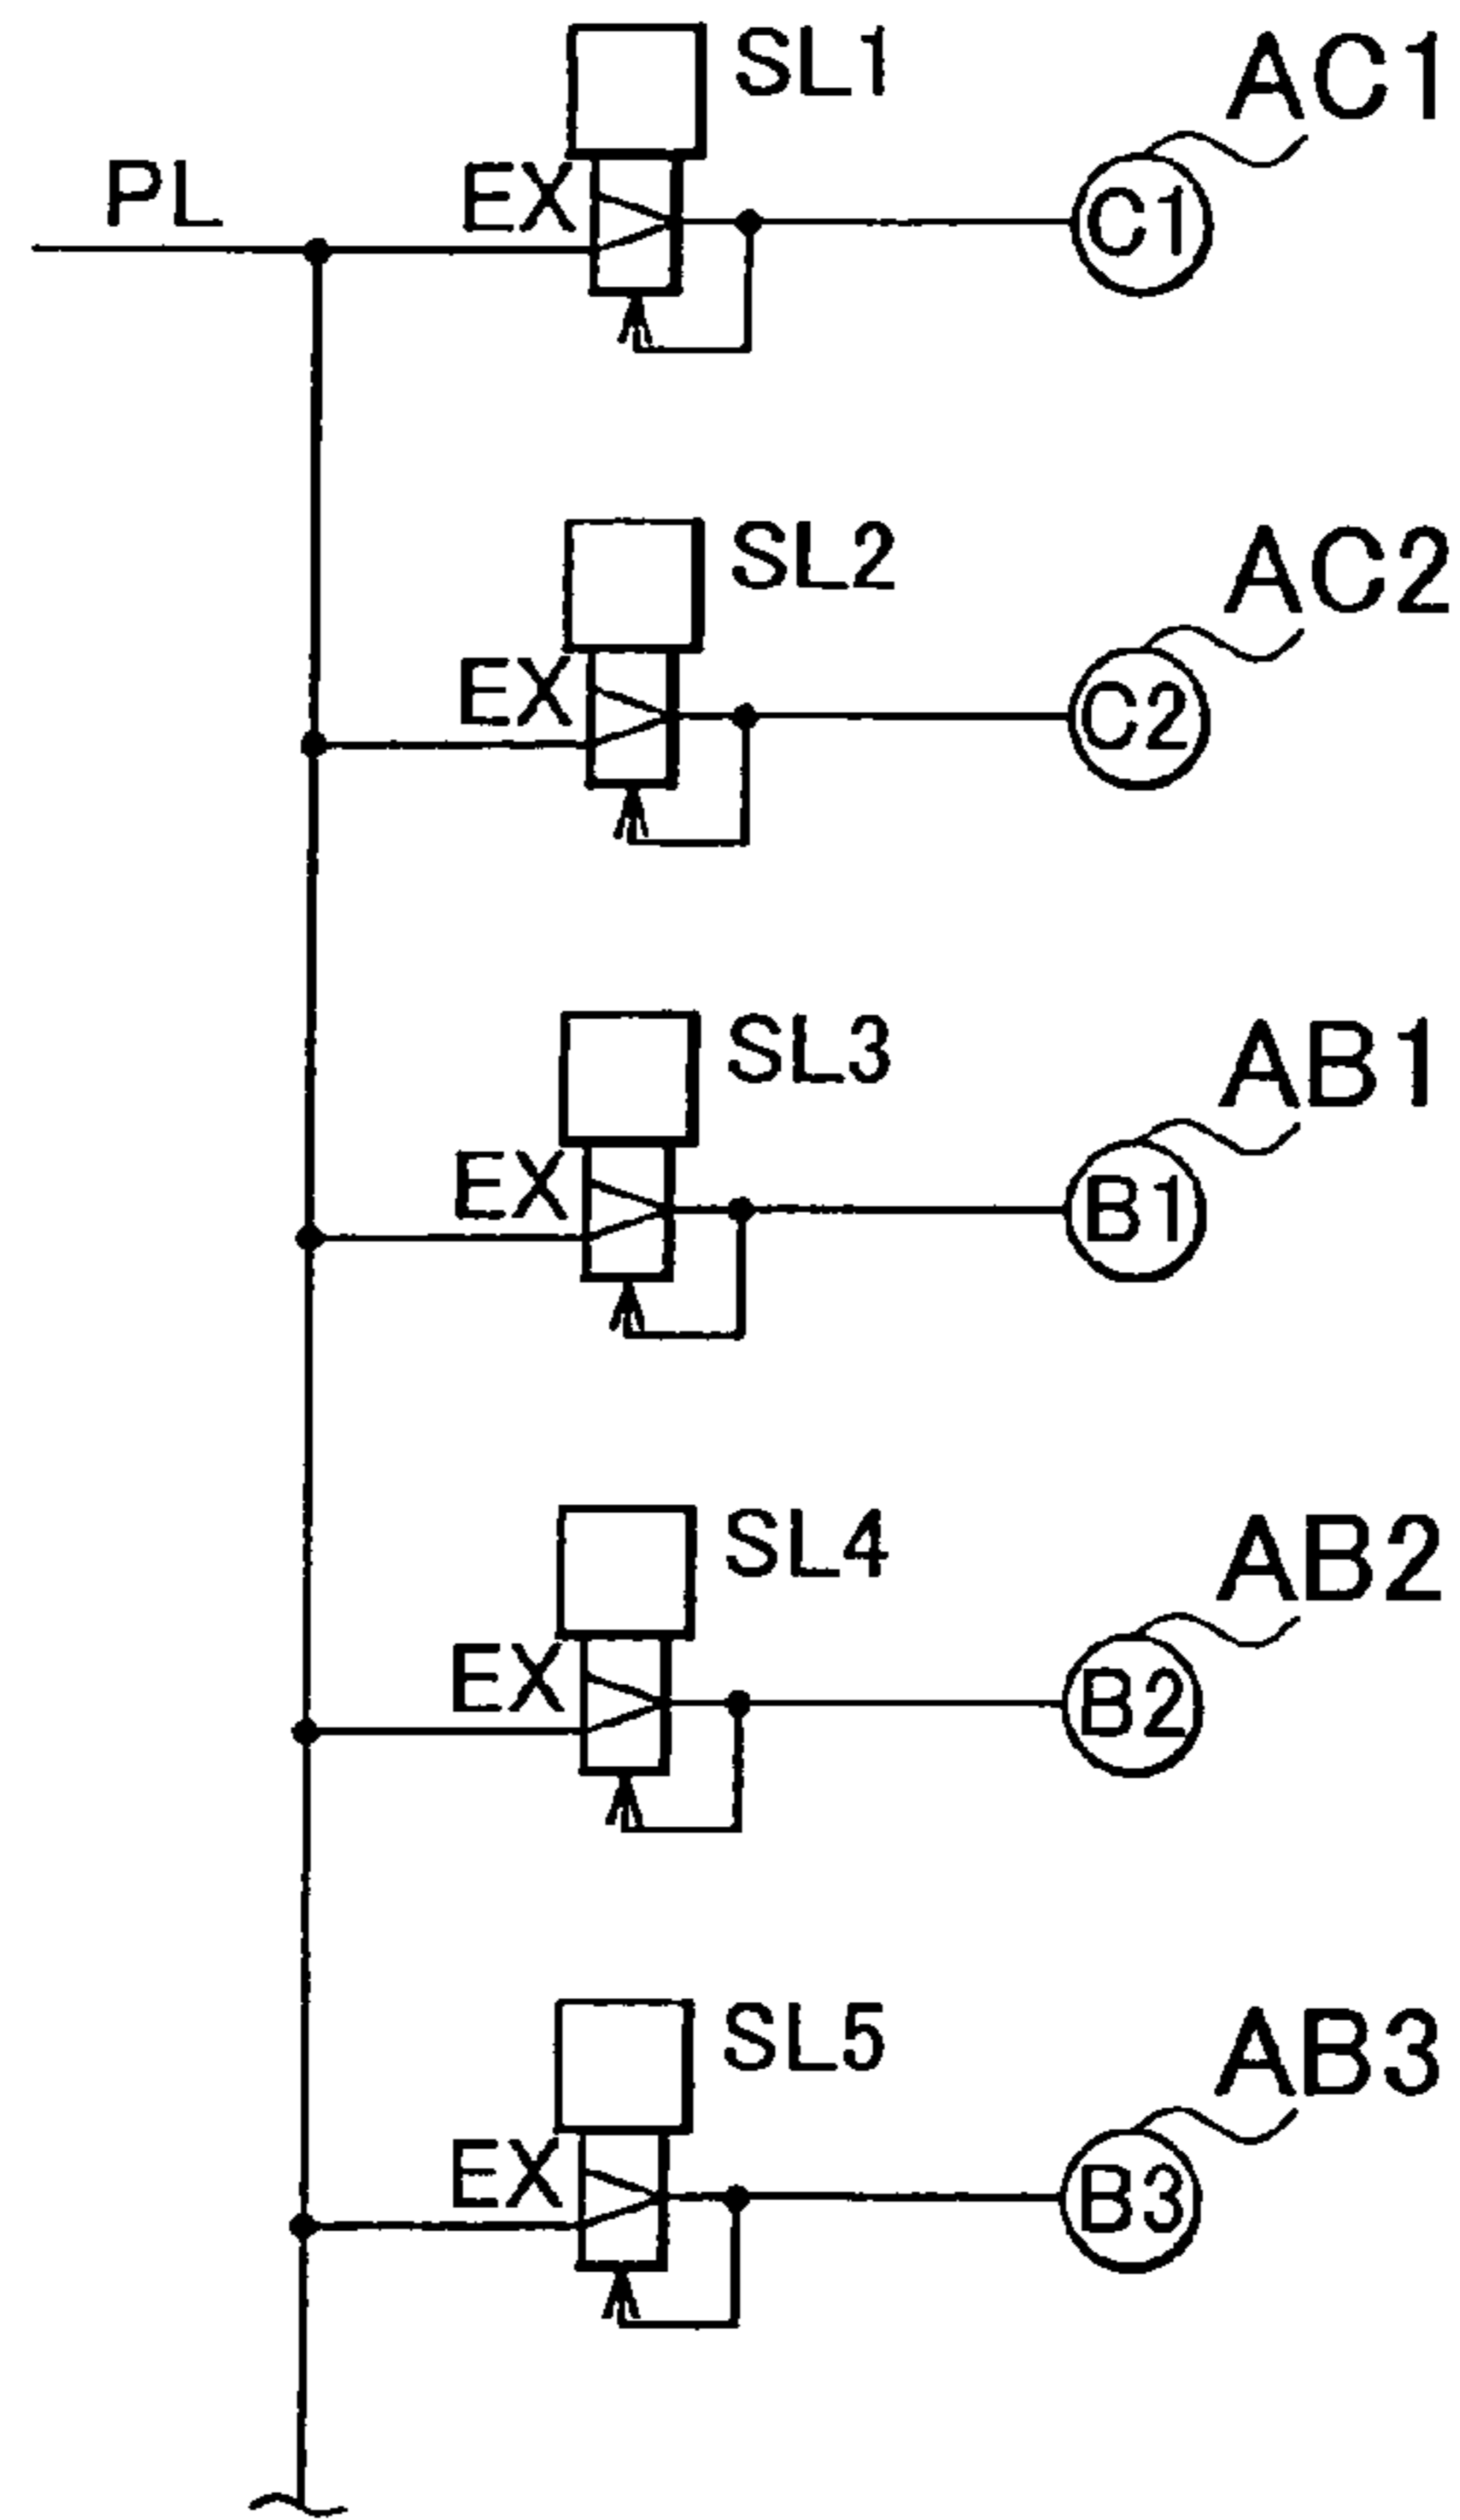 SL1
AC1
PL
EX
C1
SL2
AC2
EX
C2
SL3
AB1
EX
B1
SL4
AB2
EX
B2
SL5
AB3
EX
B3